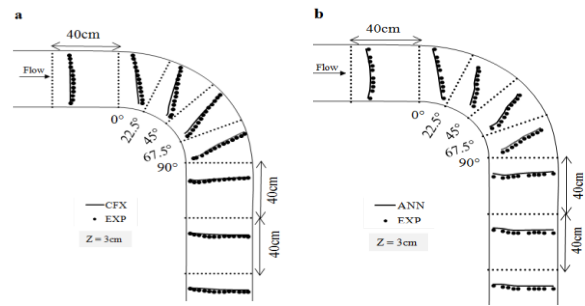 a
40cm
Flow
0°
22.5°
45°
67.5°
90°
40cm
40cm
CFX
EXP
Z = 3cm
b
40cm
Flow
0°
22.5°
45°
67.5°
90°
40cm
40cm
ANN
EXP
Z = 3cm